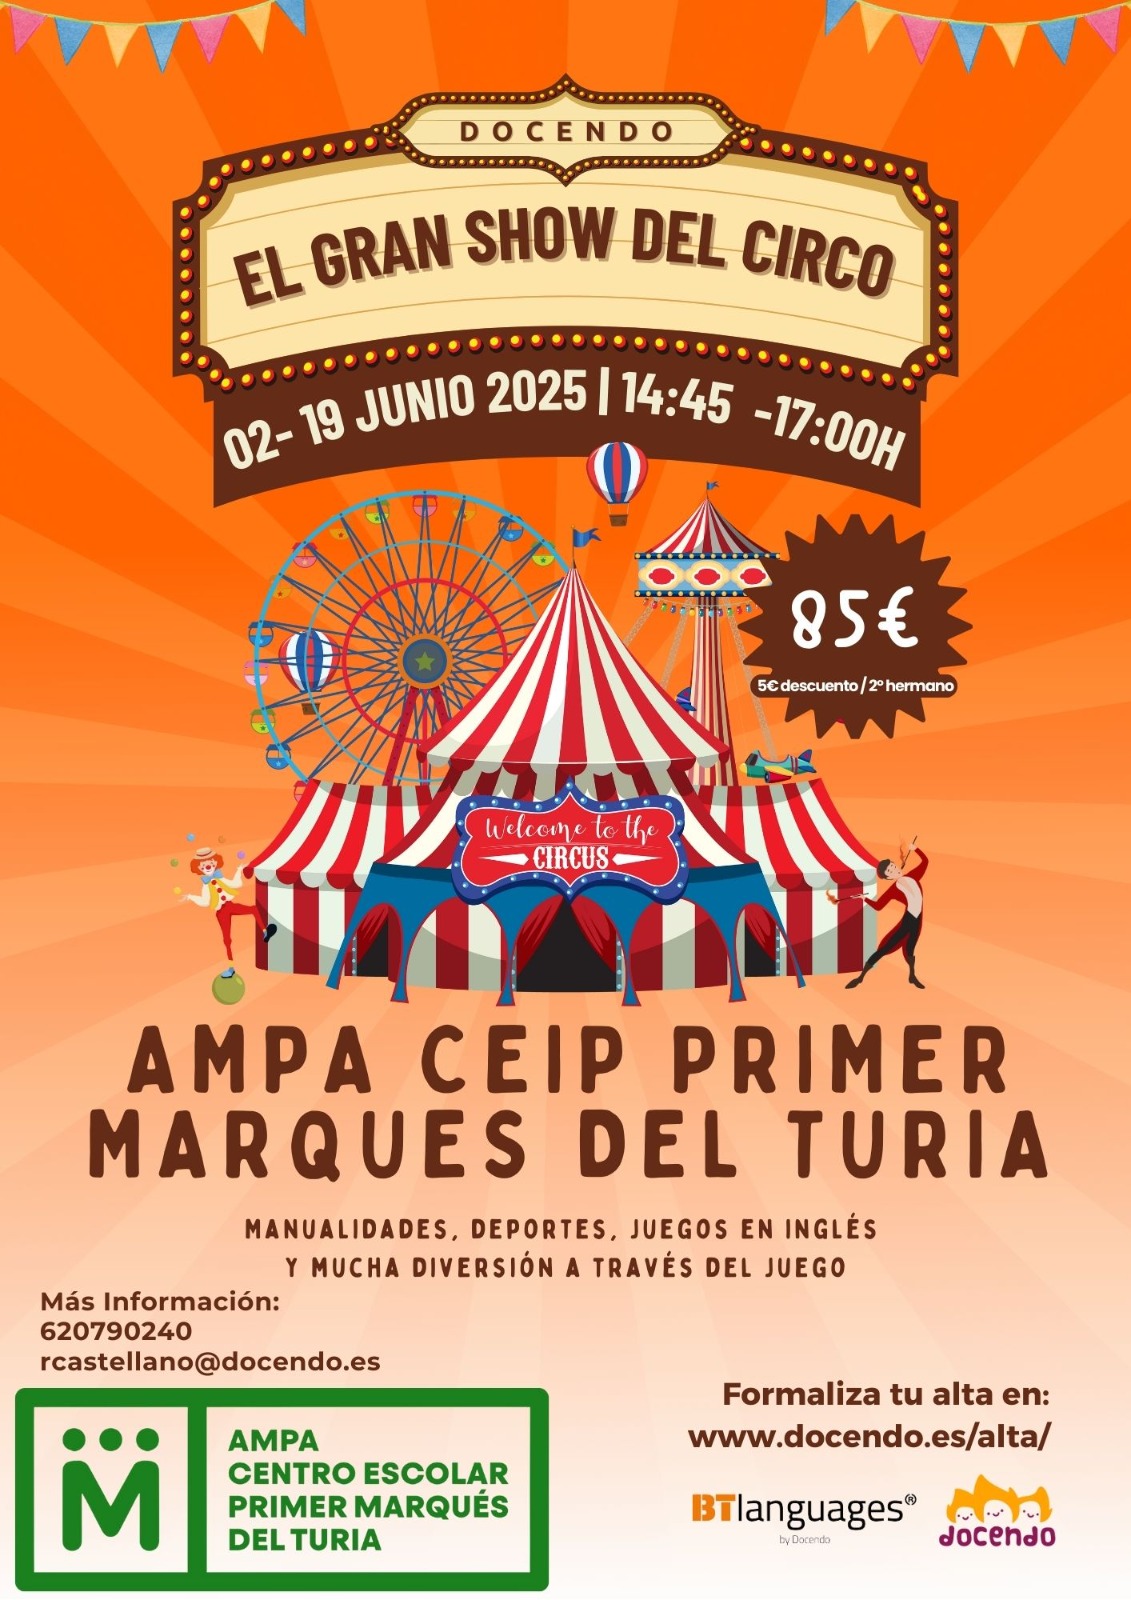 DOCENDO
EL GRAN SHOW DEL CIRCO
02- 19 JUNIO 2025 | 14:45 -17:00H
85€
5€ descuento / 2º hermano
Welcome to the
CIRCUS
AMPA CEIP PRIMER
MARQUES DEL TURIA
MANUALIDADES, DEPORTES, JUEGOS EN INGLÉS
Y MUCHA DIVERSIÓN A TRAVÉS DEL JUEGO
Más Información:
620790240
rcastellano@docendo.es
M
AMPA
CENTRO ESCOLAR
PRIMER MARQUÉS
DEL TURIA
Formaliza tu alta en:
www.docendo.es/alta/
BTlanguages®
by Docendo
docendo